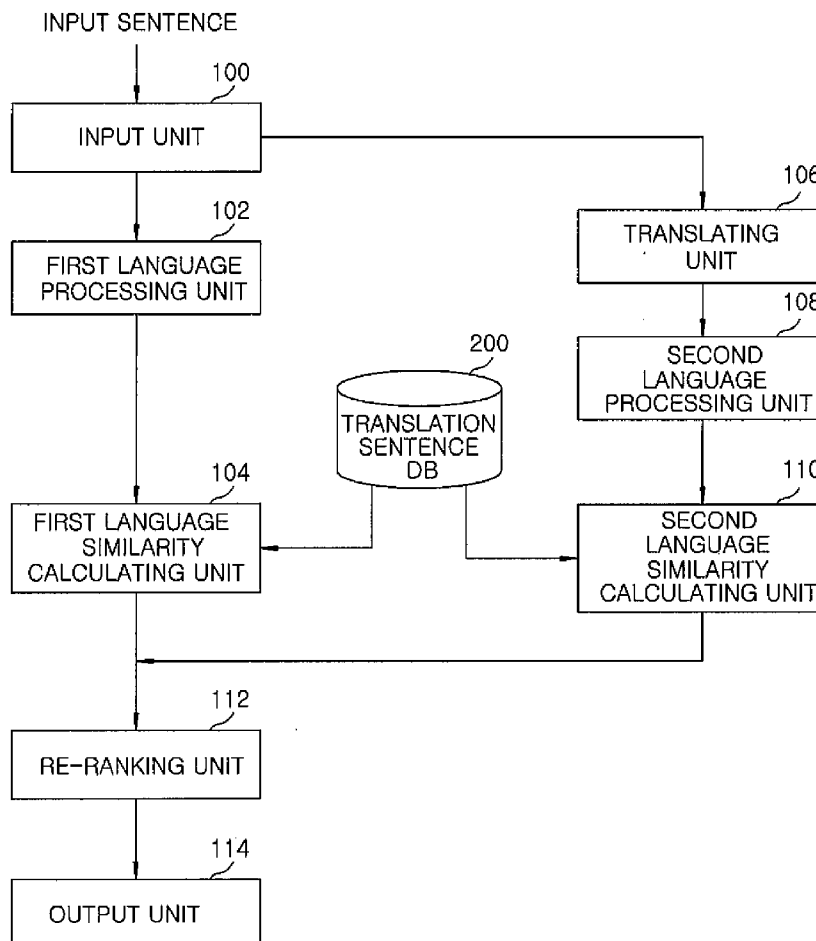 INPUT SENTENCE
100
INPUT UNIT
106
TRANSLATING
UNIT
102
FIRST LANGUAGE
PROCESSING UNIT
108
SECOND
LANGUAGE
PROCESSING UNIT
200
TRANSLATION
SENTENCE
DB
104
FIRST LANGUAGE
SIMILARITY
CALCULATING UNIT
110
SECOND
LANGUAGE
SIMILARITY
CALCULATING UNIT
112
RE-RANKING UNIT
114
OUTPUT UNIT